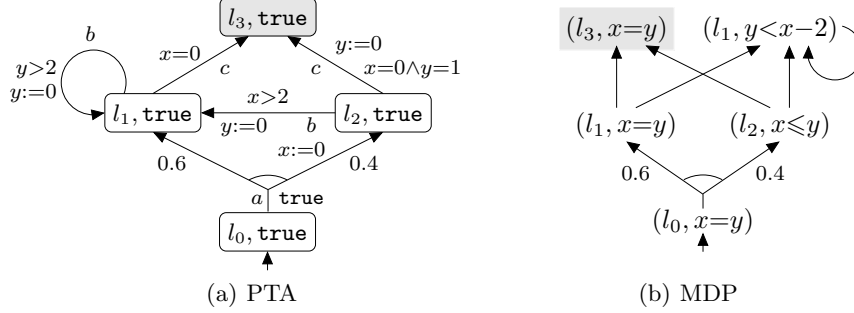 l₃, true
(l₃, x=y) (l₁, y<x−2)
b
x=0 y:=0
y>2
y:=0
c c x=0∧y=1
l₁, true x>2 l₂, true
y:=0 b
(l₁, x=y) (l₂, x⩽y)
x:=0
0.6 0.4
0.6 0.4
a true
l₀, true
(l₀, x=y)
(a) PTA (b) MDP